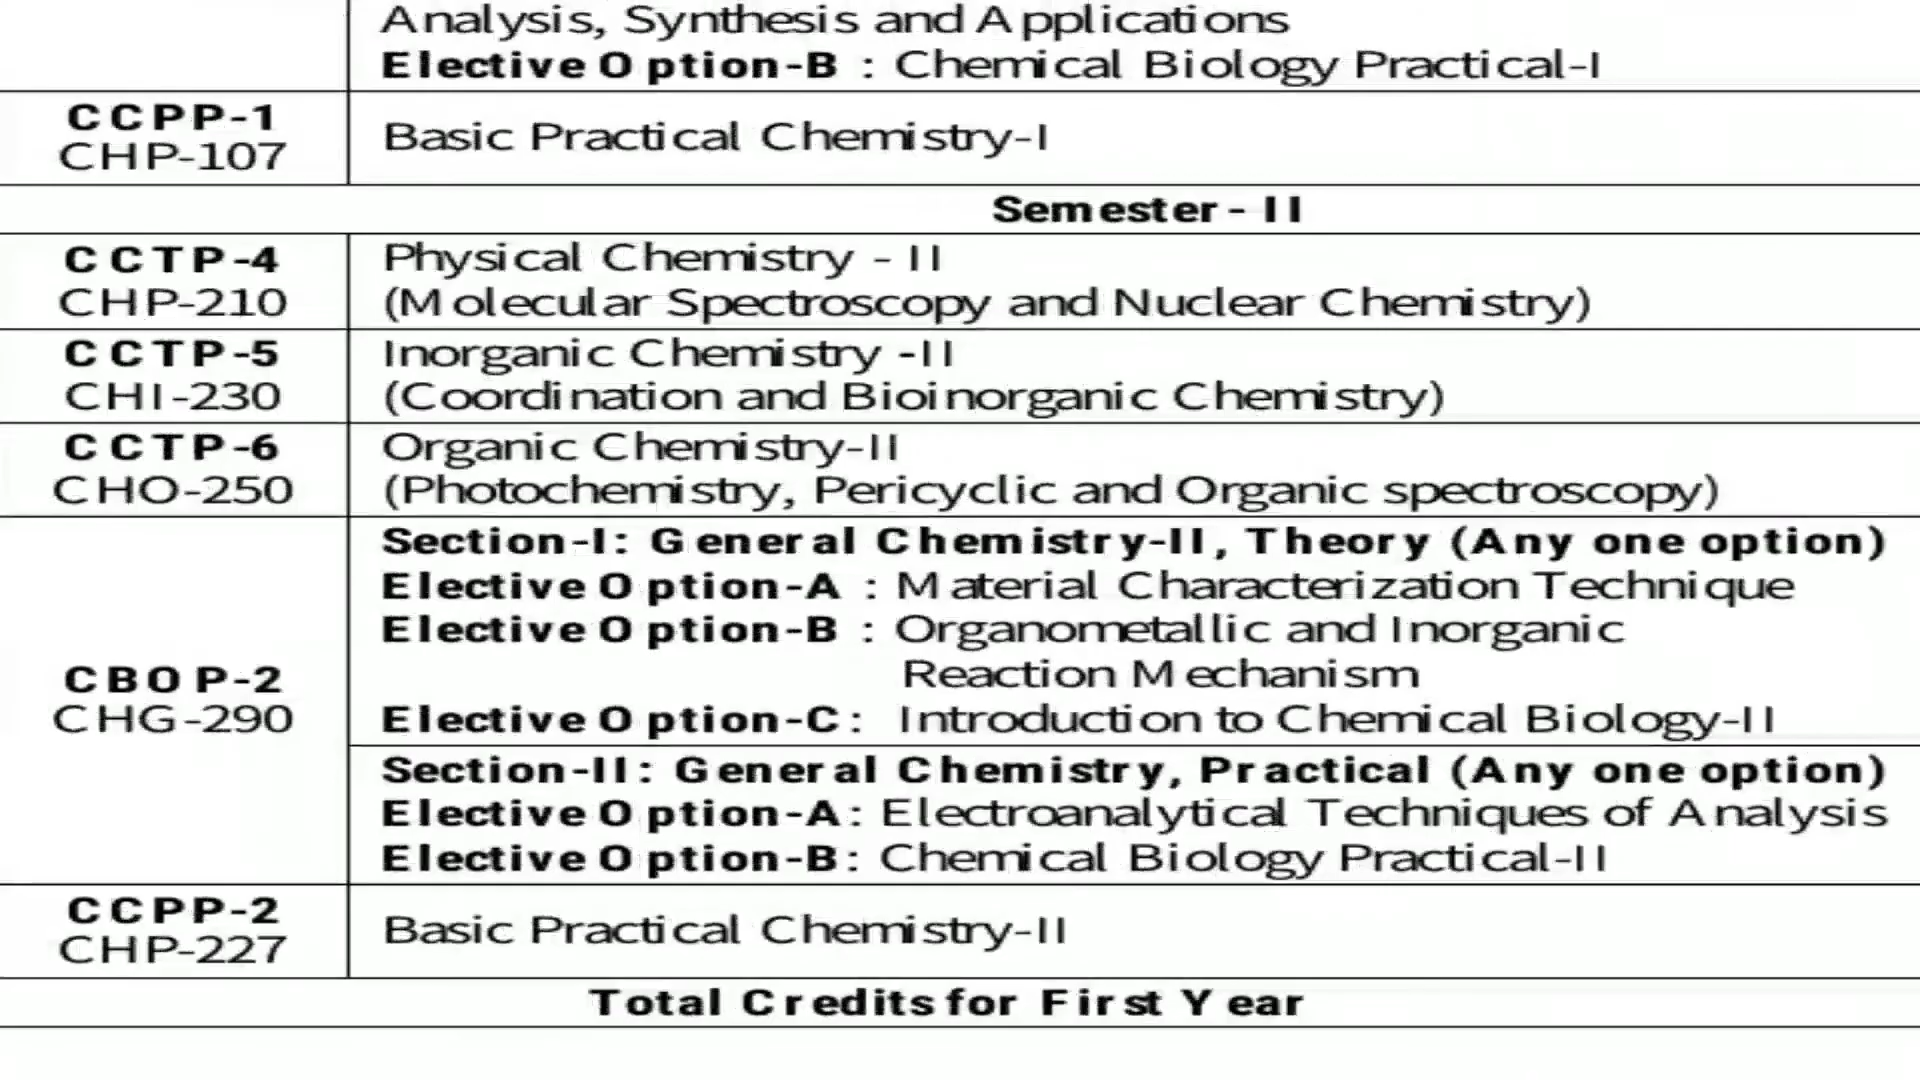 Analysis, Synthesis and Applications
Elective Option-B : Chemical Biology Practical-I
CCPP-1
CHP-107
Basic Practical Chemistry-I
Semester - II
CCTP-4
CHP-210
Physical Chemistry - II
(Molecular Spectroscopy and Nuclear Chemistry)
CCTP-5
CHI-230
Inorganic Chemistry -II
(Coordination and Bioinorganic Chemistry)
CCTP-6
CHO-250
Organic Chemistry-II
(Photochemistry, Pericyclic and Organic spectroscopy)
CBOP-2
CHG-290
Section-I: General Chemistry-II, Theory (Any one option)
Elective Option-A : Material Characterization Technique
Elective Option-B : Organometallic and Inorganic
Reaction Mechanism
Elective Option-C: Introduction to Chemical Biology-II
Section-II: General Chemistry, Practical (Any one option)
Elective Option-A: Electroanalytical Techniques of Analysis
Elective Option-B: Chemical Biology Practical-II
CCPP-2
CHP-227
Basic Practical Chemistry-II
Total Credits for First Year